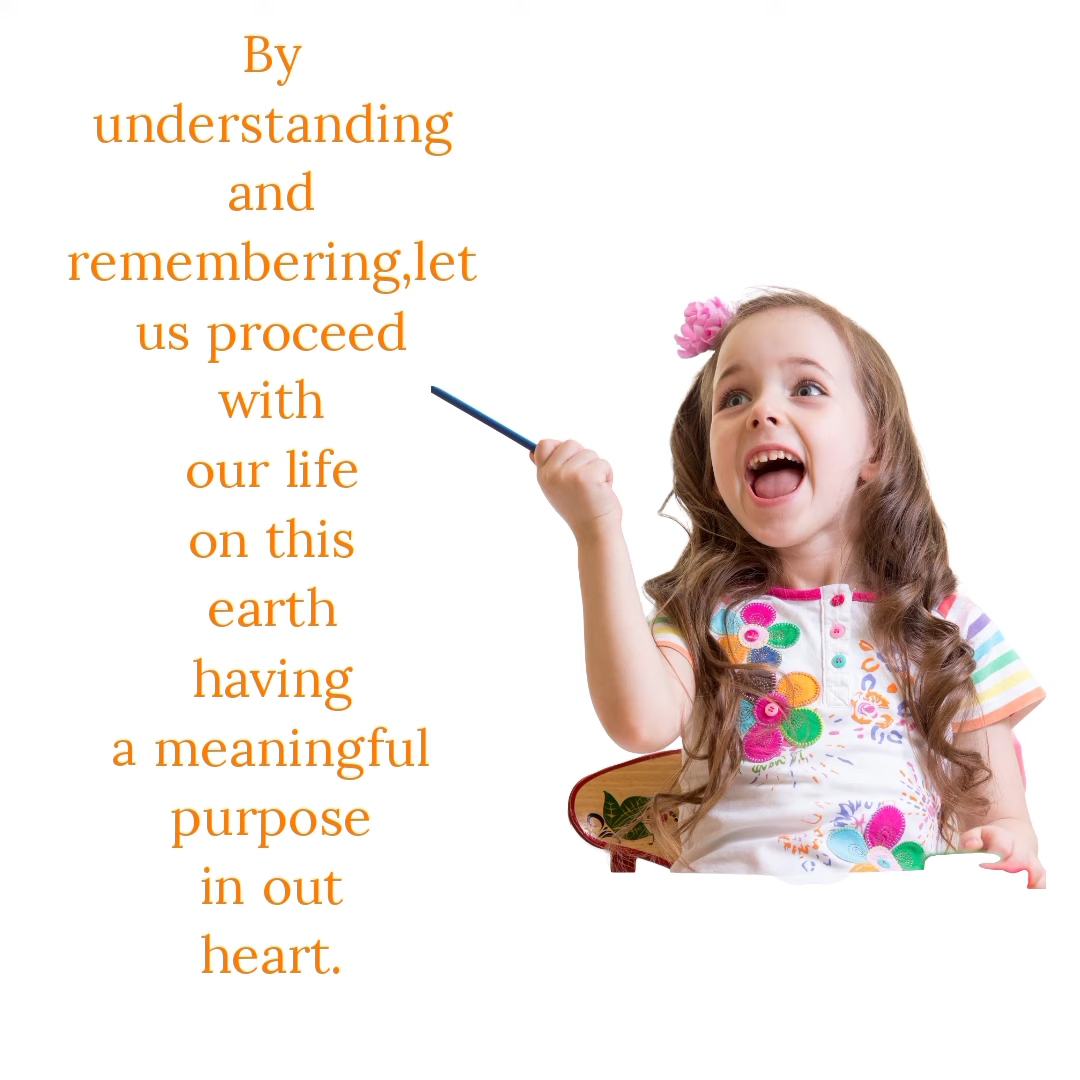 By
understanding
and
remembering,let
us proceed
with
our life
on this
earth
having
a meaningful
purpose
in out
heart.